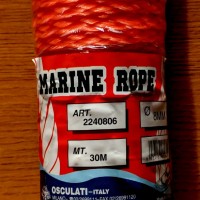 MARINE ROPE
ART.
2240806
Ø
MT.
30M
OSCULATI-ITALY